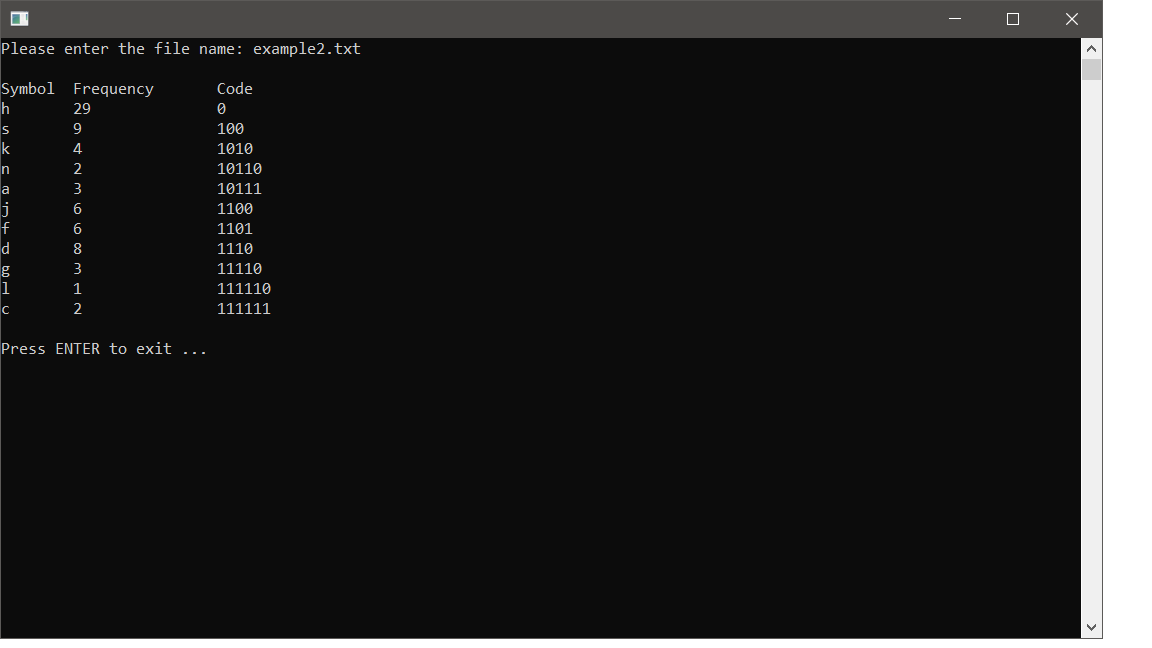 Please enter the file name: example2.txt
Symbol  Frequency       Code
h       29              0
s       9               100
k       4               1010
n       2               10110
a       3               10111
j       6               1100
f       6               1101
d       8               1110
g       3               11110
l       1               111110
c       2               111111
Press ENTER to exit ...